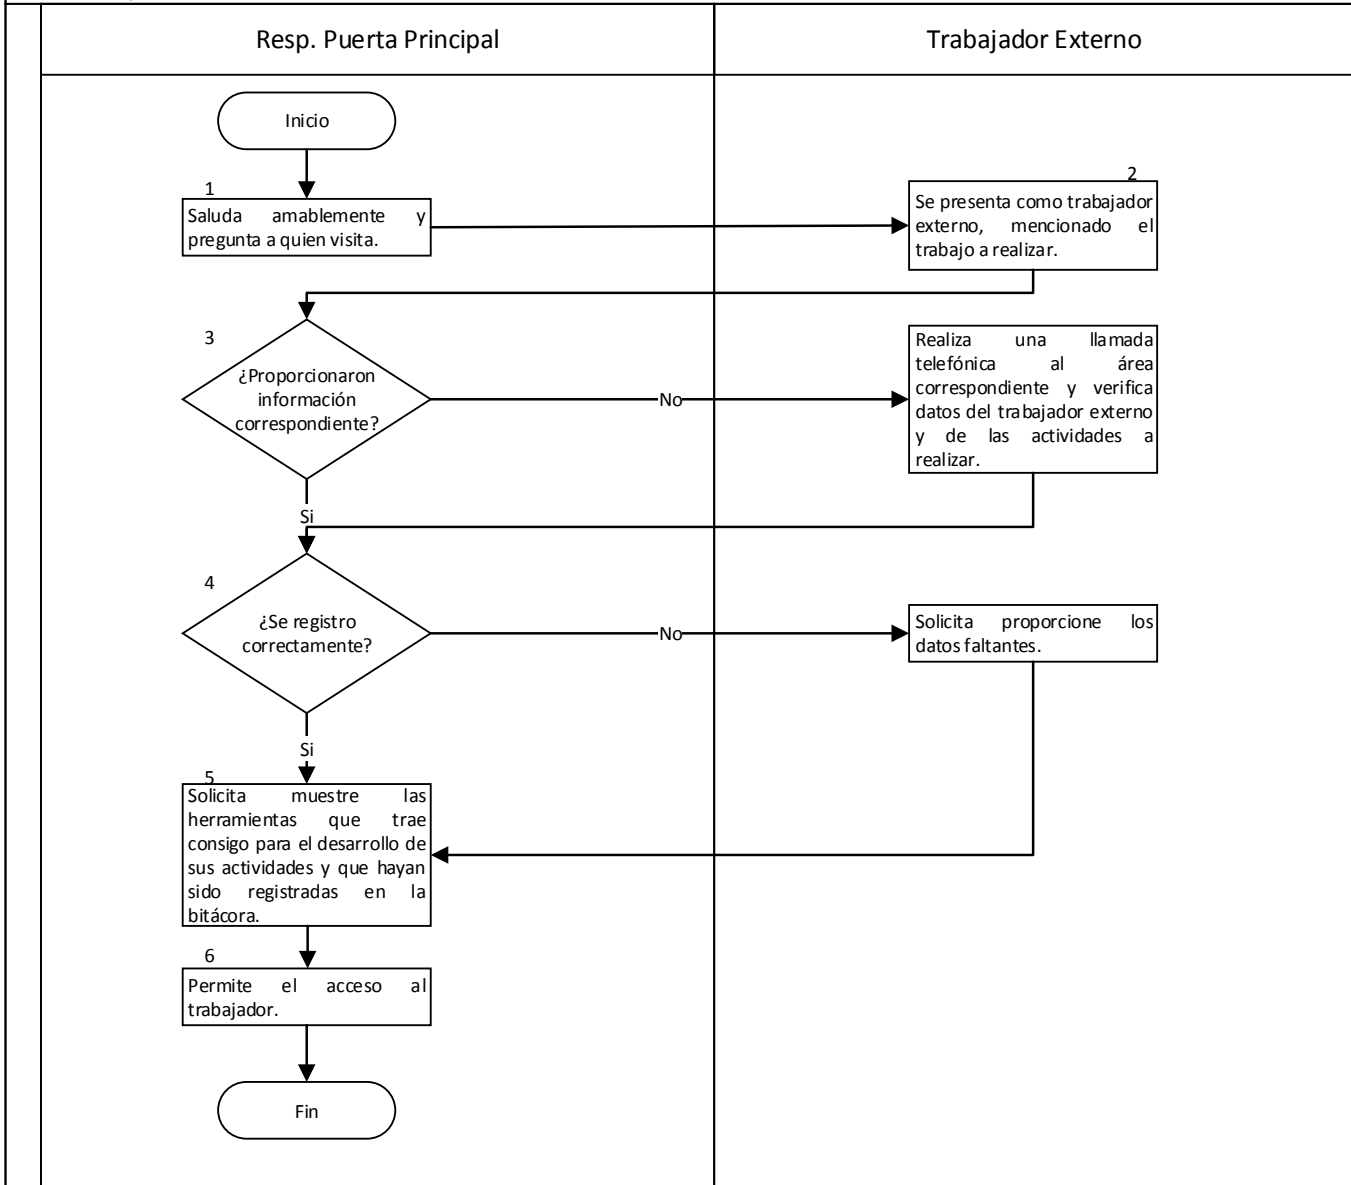 Resp. Puerta Principal
Trabajador Externo
Inicio
1
Saluda amablemente y
pregunta a quien visita.
2
Se presenta como trabajador
externo, mencionado el
trabajo a realizar.
3
¿Proporcionaron
información
correspondiente?
No
Realiza una llamada
telefónica al área
correspondiente y verifica
datos del trabajador externo
y de las actividades a
realizar.
Si
4
¿Se registro
correctamente?
No
Solicita proporcione los
datos faltantes.
Si
5
Solicita muestre las
herramientas que trae
consigo para el desarrollo de
sus actividades y que hayan
sido registradas en la
bitácora.
6
Permite el acceso al
trabajador.
Fin